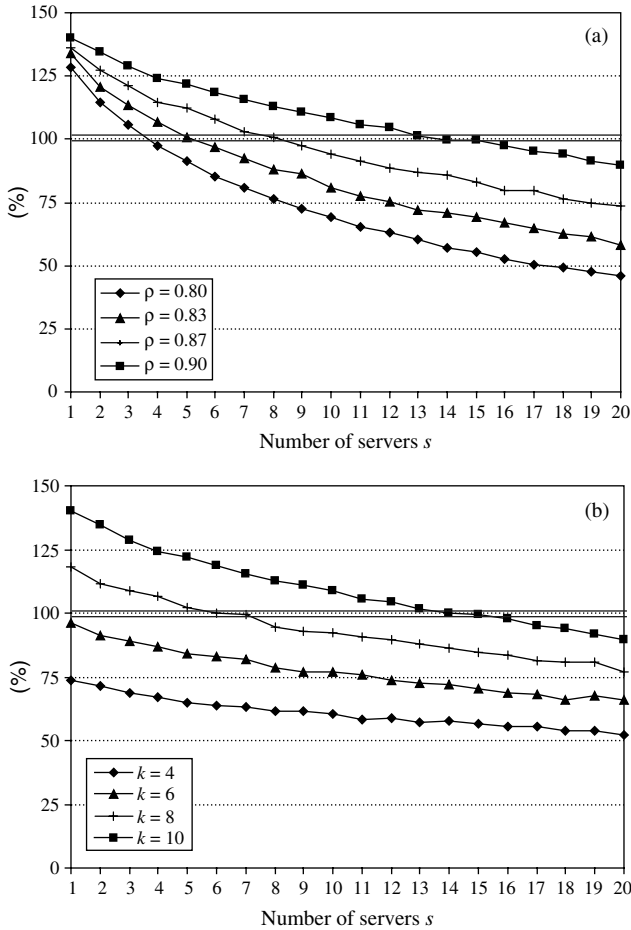 150
(a)
125
100
75
50
25
0
(%)
ρ = 0.80
ρ = 0.83
ρ = 0.87
ρ = 0.90
1 2 3 4 5 6 7 8 9 10 11 12 13 14 15 16 17 18 19 20
Number of servers s
150
(b)
125
100
75
50
25
0
(%)
k = 4
k = 6
k = 8
k = 10
1 2 3 4 5 6 7 8 9 10 11 12 13 14 15 16 17 18 19 20
Number of servers s